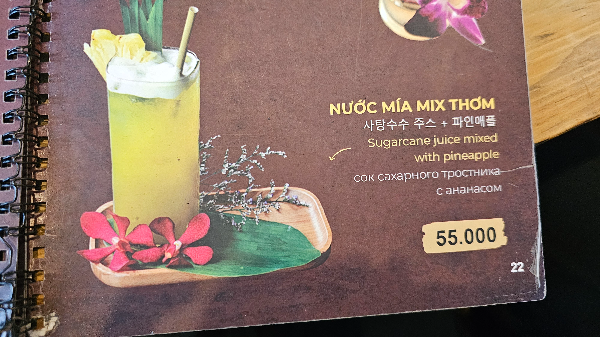 NƯỚC MÍA MIX THƠM
사탕수수 주스 + 파인애플
Sugarcane juice mixed
with pineapple
сок сахарного тростника
с ананасом
55.000
22